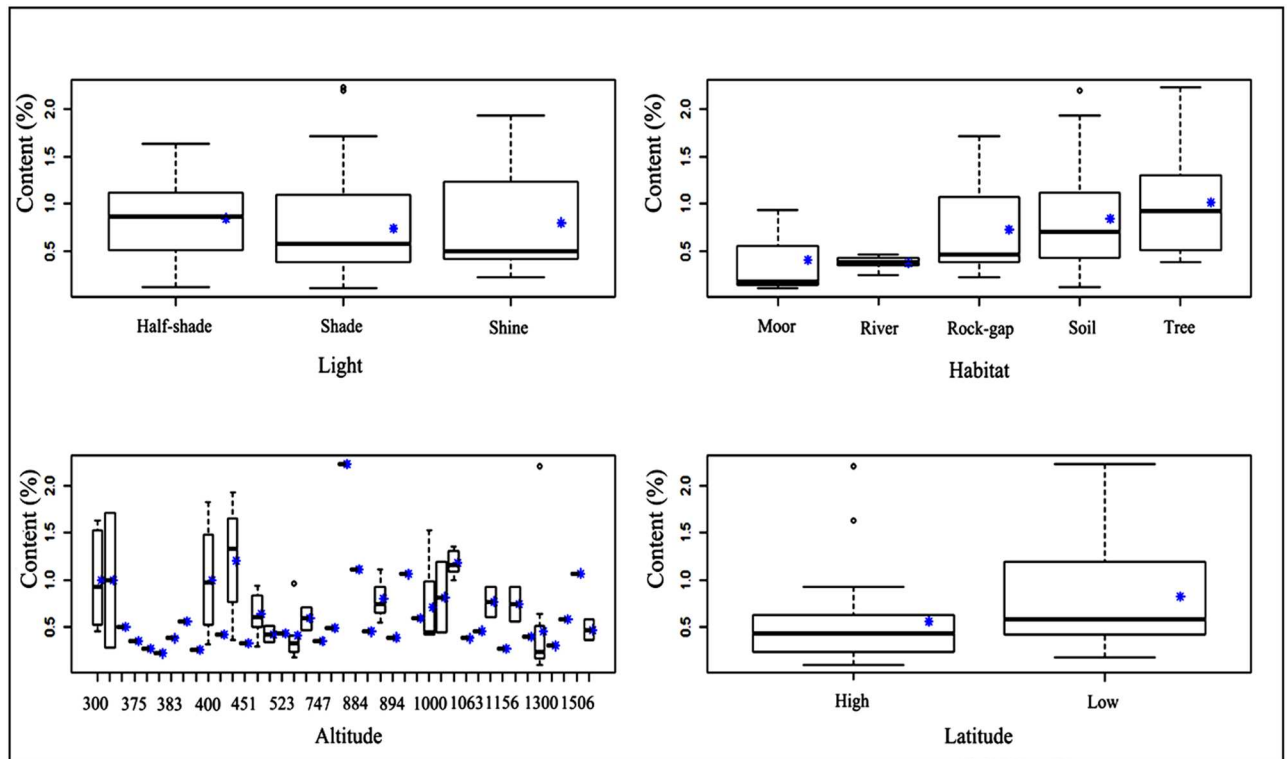 Content (%)
2.0
1.5
1.0
0.5
Half-shade Shade Shine
Light
Content (%)
2.0
1.5
1.0
0.5
Moor River Rock-gap Soil Tree
Habitat
Content (%)
2.0
1.5
1.0
0.5
300 375 383 400 451 523 747 884 894 1000 1063 1156 1300 1506
Altitude
Content (%)
2.0
1.5
1.0
0.5
High Low
Latitude